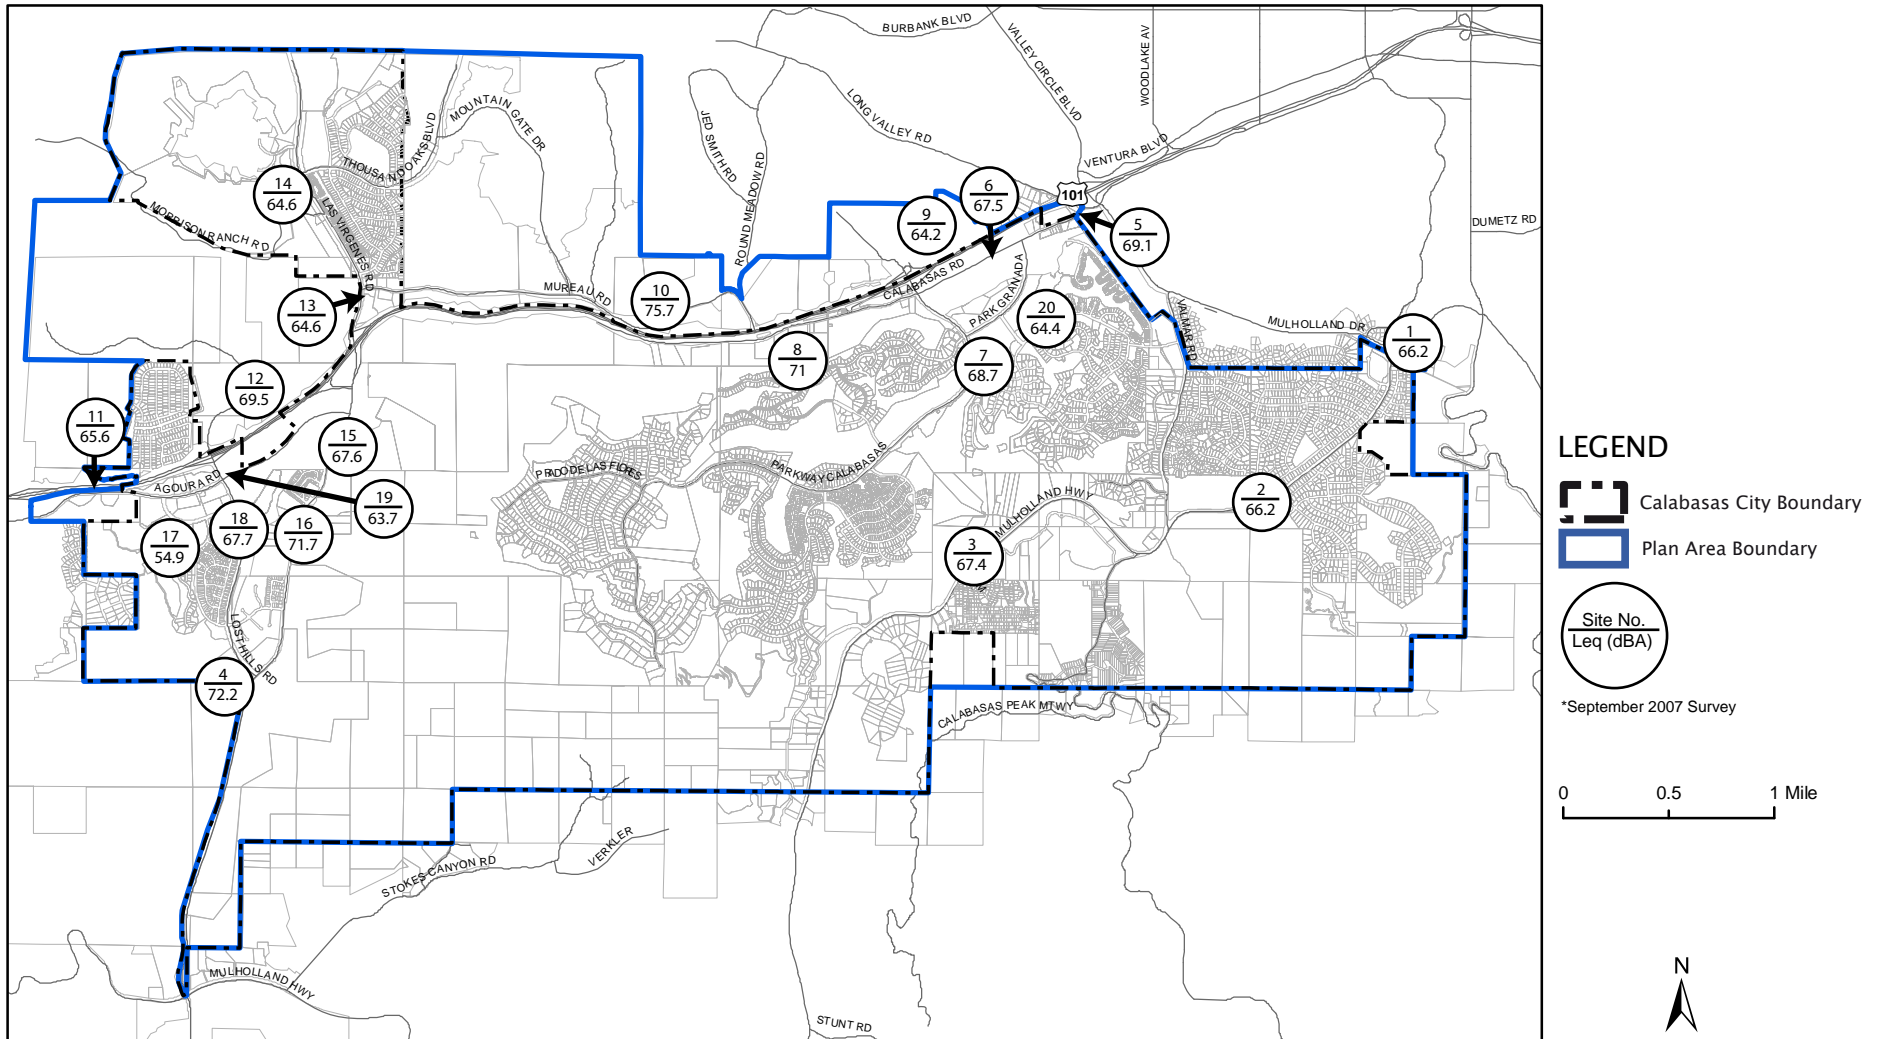 BURBANK BLVD
VALLEY CIRCLE BLVD
WOODLAKE AV
LONG VALLEY RD
VENTURA BLVD
JED SMITH RD
ROUND MEADOW RD
MOUNTAIN GATE DR
THOUSAND OAKS BLVD
LAS VIRGENES RD
MORRISON RANCH RD
DUMETZ RD
101
14
64.6
6
67.5
9
64.2
5
69.1
CALABASAS RD
MUREAU RD
PARK GRANADA
VALMAR RD
MULHOLLAND DR
13
64.6
10
75.7
20
64.4
1
66.2
8
71
7
68.7
12
69.5
11
65.6
15
67.6
AGOURA RD
PRADO DE LAS FLORES
PARKWAY CALABASAS
MULHOLLAND HWY
19
63.7
2
66.2
18
67.7
16
71.7
17
54.9
3
67.4
LOST HILLS RD
4
72.2
CALABASAS PEAK MTWY
STOKES CANYON RD
VERKLER
MULHOLLAND HWY
STUNT RD
LEGEND
Calabasas City Boundary
Plan Area Boundary
Site No.
Leq (dBA)
*September 2007 Survey
0 0.5 1 Mile
N